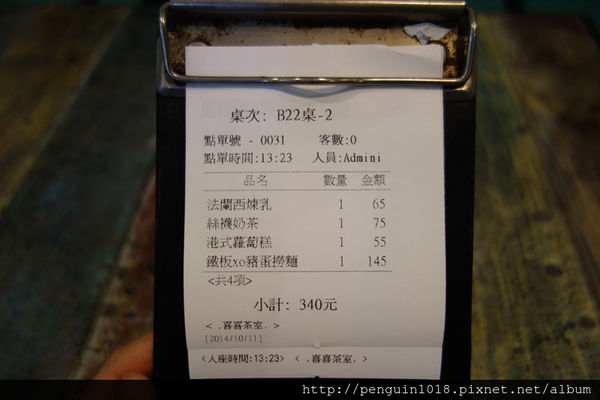 桌次: B22桌-2
點單號 - 0031 客數:0
點單時間:13:23 人員:Admini
品名 數量 金額
法蘭西煉乳 1 65
絲襪奶茶 1 75
港式蘿蔔糕 1 55
鐵板xo豬蛋撈麵 1 145
<共4項>
小計: 340元
< .喜喜茶室. >
[2014/10/11]
<入座時間:13:23> < .喜喜茶室. >
http://penguin1018.pixnet.net/album